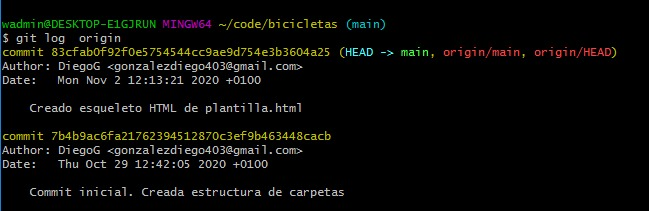 wadmin@DESKTOP-E1GJRUN MINGW64 ~/code/bicicletas (main)
$ git log  origin
commit 83cfab0f92f0e5754544cc9ae9d754e3b3604a25 (HEAD -> main, origin/main, origin/HEAD)
Author: DiegoG <gonzalezdiego403@gmail.com>
Date:   Mon Nov 2 12:13:21 2020 +0100
    Creado esqueleto HTML de plantilla.html
commit 7b4b9ac6fa21762394512870c3ef9b463448cacb
Author: DiegoG <gonzalezdiego403@gmail.com>
Date:   Thu Oct 29 12:42:05 2020 +0100
    Commit inicial. Creada estructura de carpetas